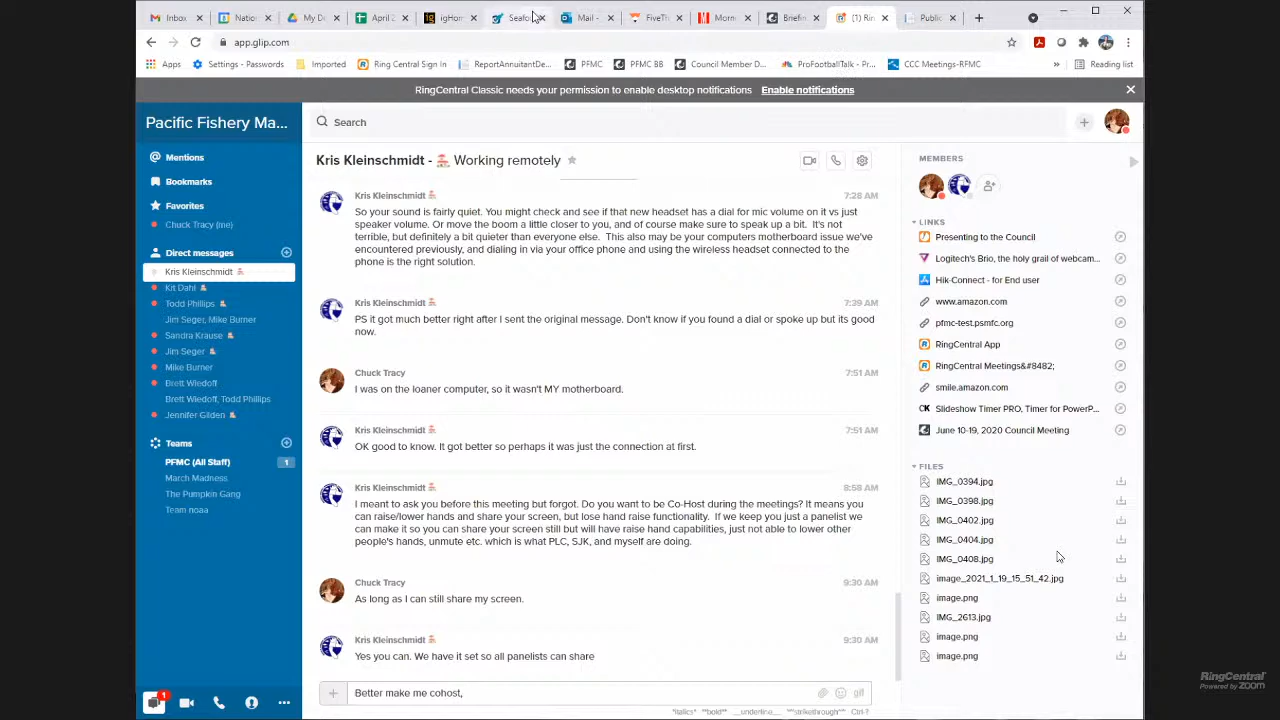 Inbox
Nation
My D
April 2
igHom
Seafo
Mail -
FiveTh
Morni
Briefin
(1) Rin
Public
app.glip.com
Apps
Settings - Passwords
Imported
Ring Central Sign In
ReportAnnuitantDe...
PFMC
PFMC BB
Council Member D...
ProFootballTalk - Pr...
CCC Meetings-RFMC
»
Reading list
RingCentral Classic needs your permission to enable desktop notifications
Enable notifications
Pacific Fishery Ma...
Search
Mentions
Bookmarks
Favorites
Chuck Tracy (me)
Direct messages
Kris Kleinschmidt
Kit Dahl
Todd Phillips
Jim Seger, Mike Burner
Sandra Krause
Jim Seger
Mike Burner
Brett Wiedoff
Brett Wiedoff, Todd Phillips
Jennifer Gilden
Teams
PFMC (All Staff) 1
March Madness
The Pumpkin Gang
Team noaa
1
Kris Kleinschmidt - Working remotely
Kris Kleinschmidt 7:28 AM
So your sound is fairly quiet. You might check and see if that new headset has a dial for mic volume on it vs just
speaker volume. Or move the boom a little closer to you, and of course make sure to speak up a bit. It's not
terrible, but definitely a bit quieter than everyone else. This also may be your computers motherboard issue we've
encountered previously, and dialing in via your office phone and using the wireless headset connected to the
phone is the right solution.
Kris Kleinschmidt 7:39 AM
PS it got much better right after I sent the original message. Don't know if you found a dial or spoke up but its good
now.
Chuck Tracy 7:51 AM
I was on the loaner computer, so it wasn't MY motherboard.
Kris Kleinschmidt 7:51 AM
OK good to know. It got better so perhaps it was just the connection at first.
Kris Kleinschmidt 8:58 AM
I meant to ask you before this meeting but forgot. Do you want to be Co-Host during the meetings? It means you
can raise/lower hands and share your screen, but lose hand raise functionality. If we keep you just a panelist we
can make it so you can share your screen still but will have raise hand capabilities, just not able to lower other
people's hands, unmute etc. which is what PLC, SJK, and myself are doing.
Chuck Tracy 9:30 AM
As long as I can still share my screen.
Kris Kleinschmidt 9:30 AM
Yes you can. We have it set so all panelists can share
Better make me cohost,
gif
*italics* **bold** __underline__ ~~strikethrough~~ Ctrl-?
MEMBERS
LINKS
Presenting to the Council
Logitech's Brio, the holy grail of webcam...
Hik-Connect - for End user
www.amazon.com
pfmc-test.psmfc.org
RingCentral App
RingCentral Meetings&#8482;
smile.amazon.com
Slideshow Timer PRO, Timer for PowerP...
June 10-19, 2020 Council Meeting
FILES
IMG_0394.jpg
IMG_0398.jpg
IMG_0402.jpg
IMG_0404.jpg
IMG_0408.jpg
image_2021_1_19_15_51_42.jpg
image.png
IMG_2613.jpg
image.png
image.png
RingCentral
Powered by zoom